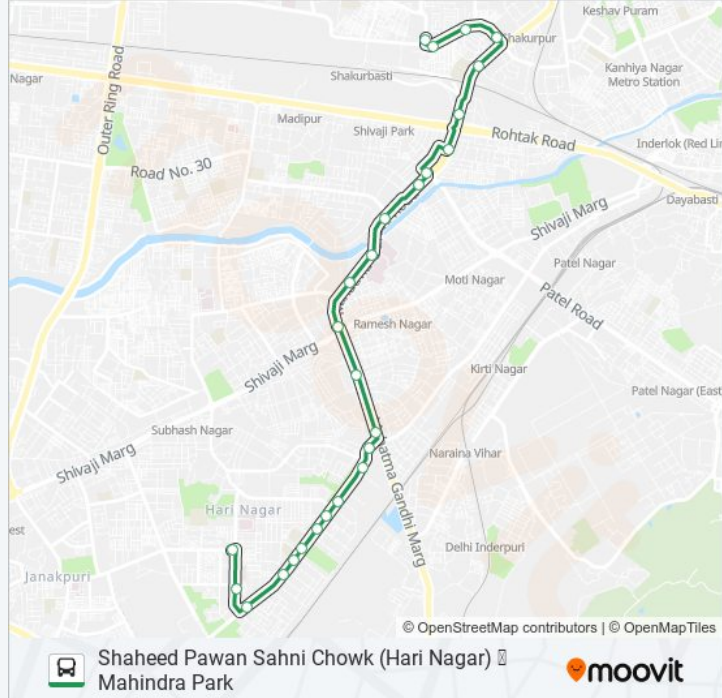 Keshav Puram
Shakurpur
Nagar
Shakurbasti
Kanhiya Nagar
Metro Station
Outer Ring Road
Madipur
Shivaji Park
Rohtak Road
Inderlok (Red Lin
Road No. 30
Dayabasti
Shivaji Marg
Patel Nagar
Moti Nagar
Patel Road
Ramesh Nagar
Shivaji Marg
Kirti Nagar
Patel Nagar (East
Subhash Nagar
Shivaji Marg
Naraina Vihar
atma Gandhi Marg
Hari Nagar
est
Delhi Inderpuri
Janakpuri
© OpenStreetMap contributors | © OpenMapTiles
Shaheed Pawan Sahni Chowk (Hari Nagar)
Mahindra Park
moovit